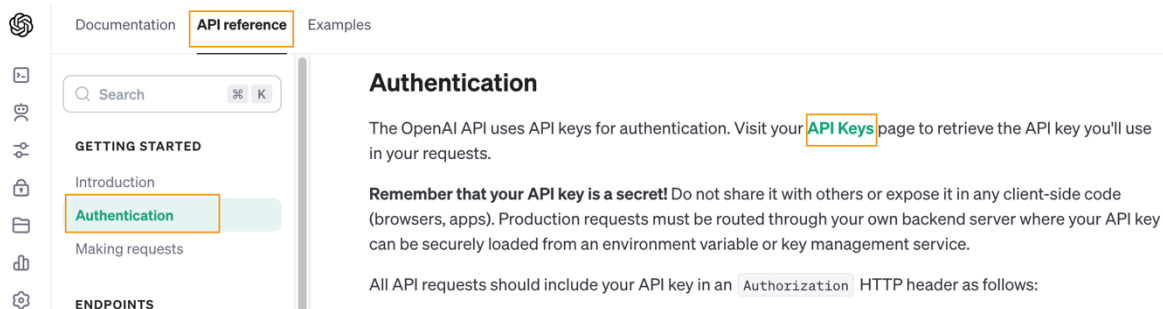 Documentation API reference Examples
Search ⌘ K
GETTING STARTED
Introduction
Authentication
Making requests
ENDPOINTS
Authentication
The OpenAI API uses API keys for authentication. Visit your API Keys page to retrieve the API key you'll use
in your requests.
Remember that your API key is a secret! Do not share it with others or expose it in any client-side code
(browsers, apps). Production requests must be routed through your own backend server where your API key
can be securely loaded from an environment variable or key management service.
All API requests should include your API key in an Authorization HTTP header as follows: